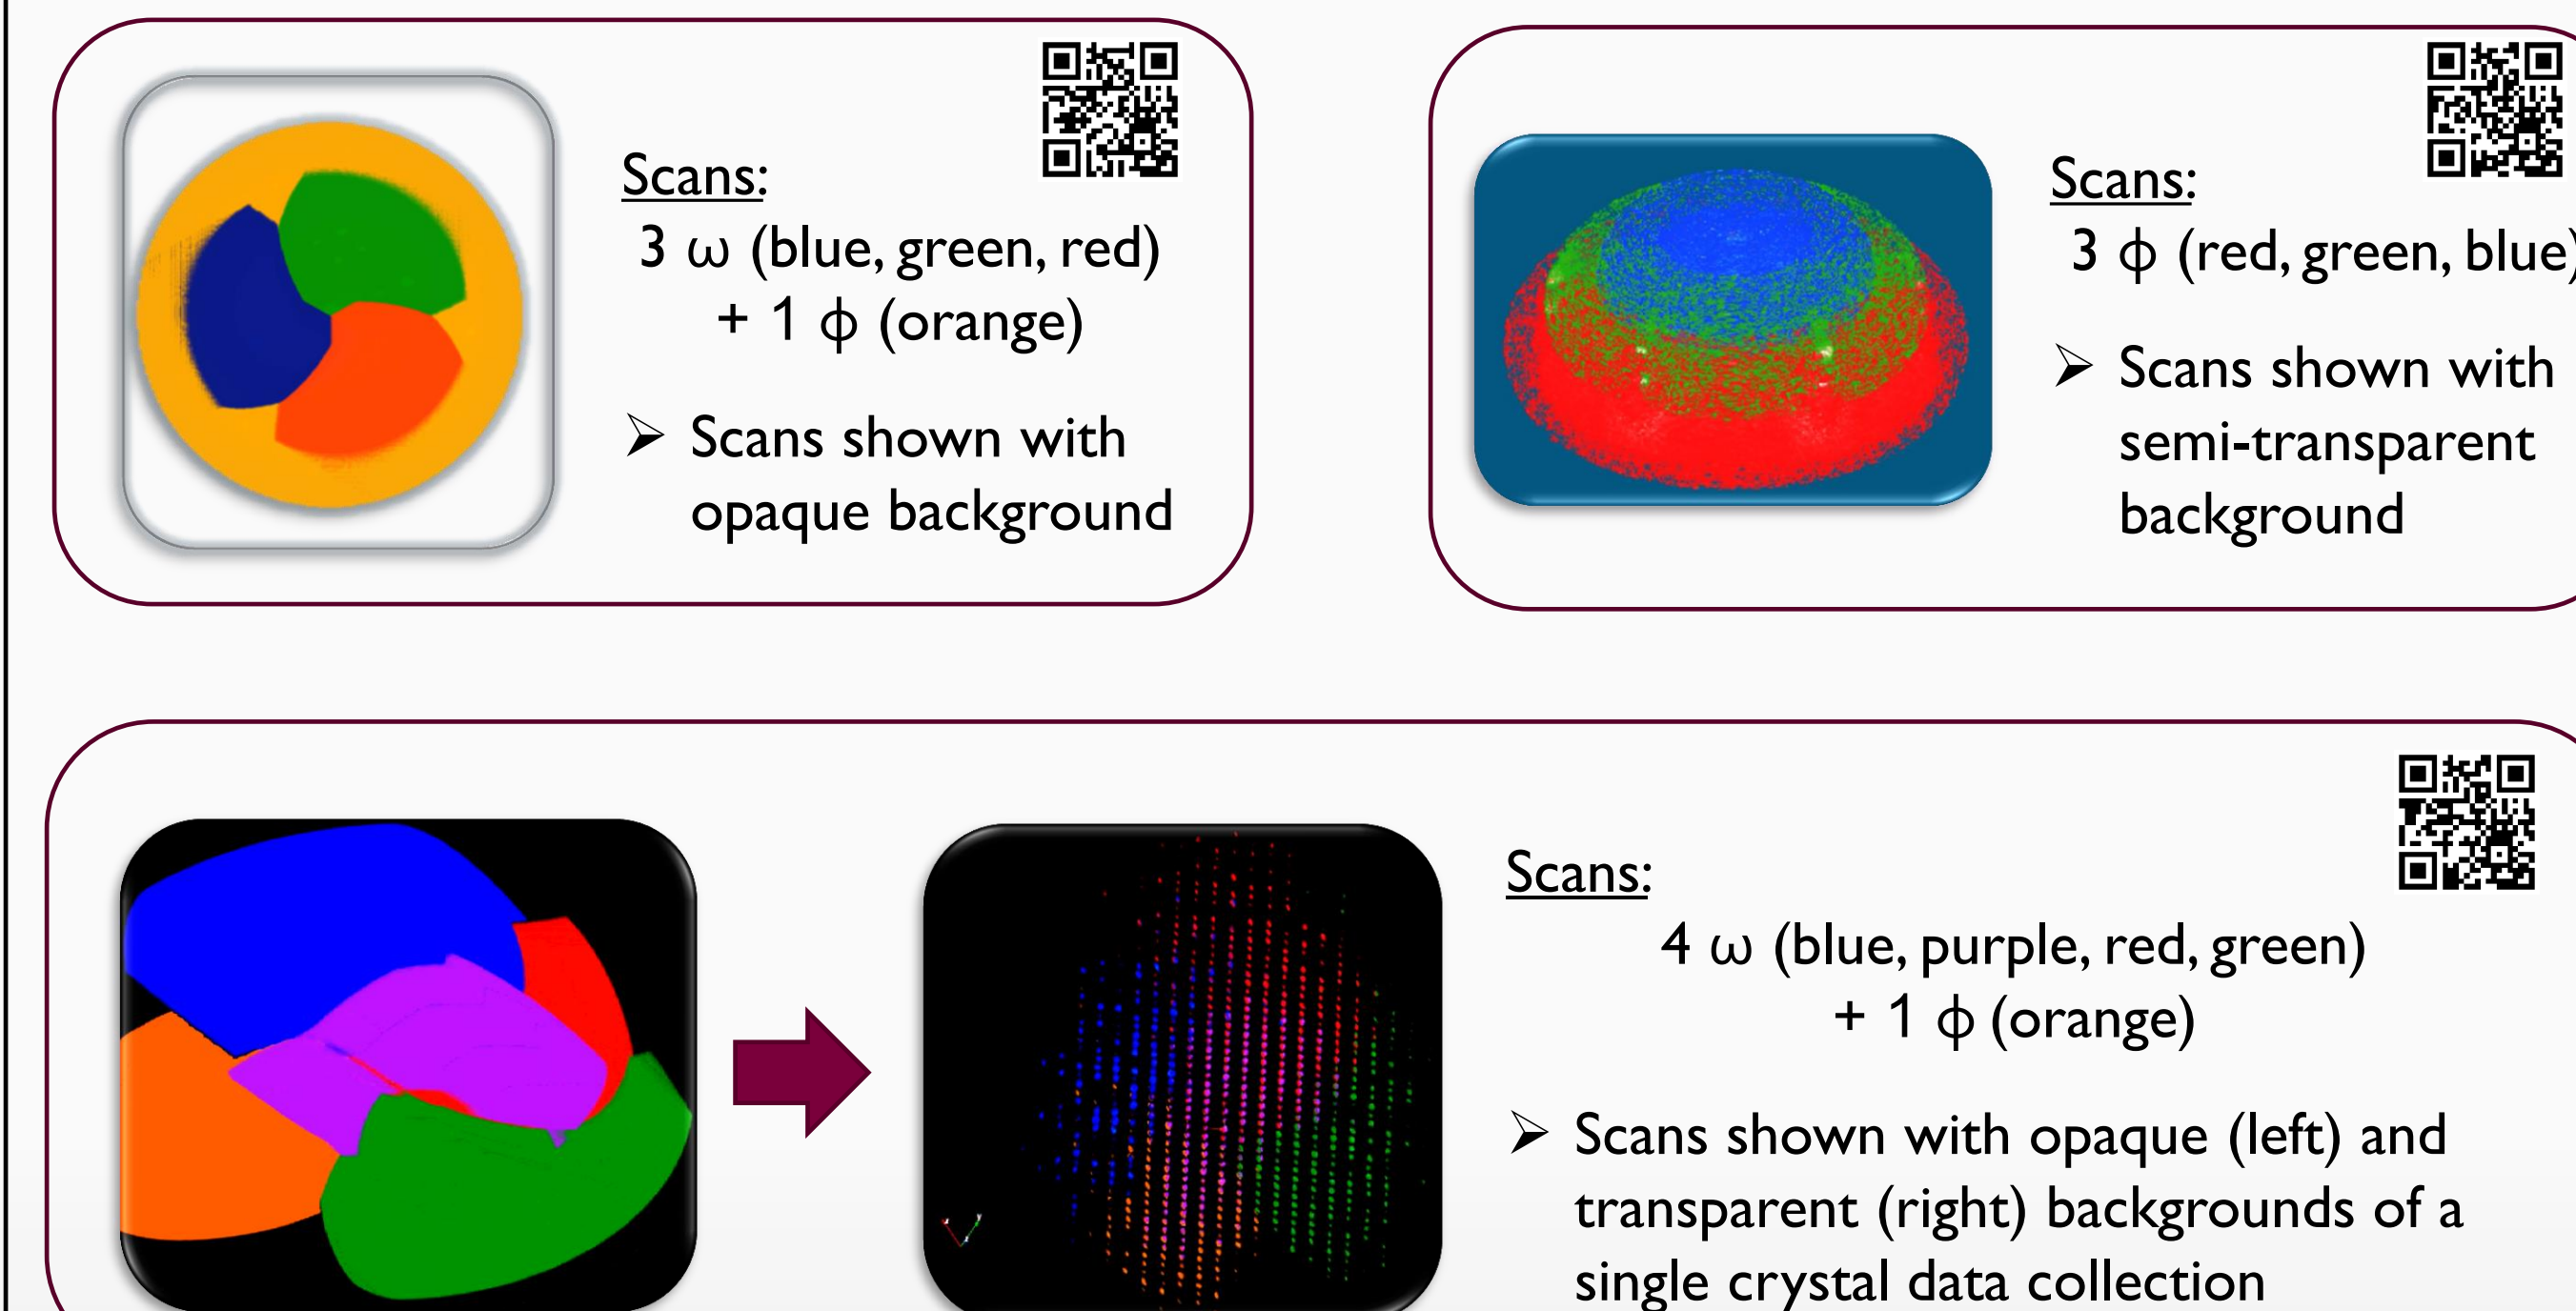 Scans:
3 ω (blue, green, red)
+ 1 ϕ (orange)
➢ Scans shown with
opaque background
Scans:
3 ϕ (red, green, blue)
➢ Scans shown with
semi-transparent
background
Scans:
4 ω (blue, purple, red, green)
+ 1 ϕ (orange)
➢ Scans shown with opaque (left) and
transparent (right) backgrounds of a
single crystal data collection